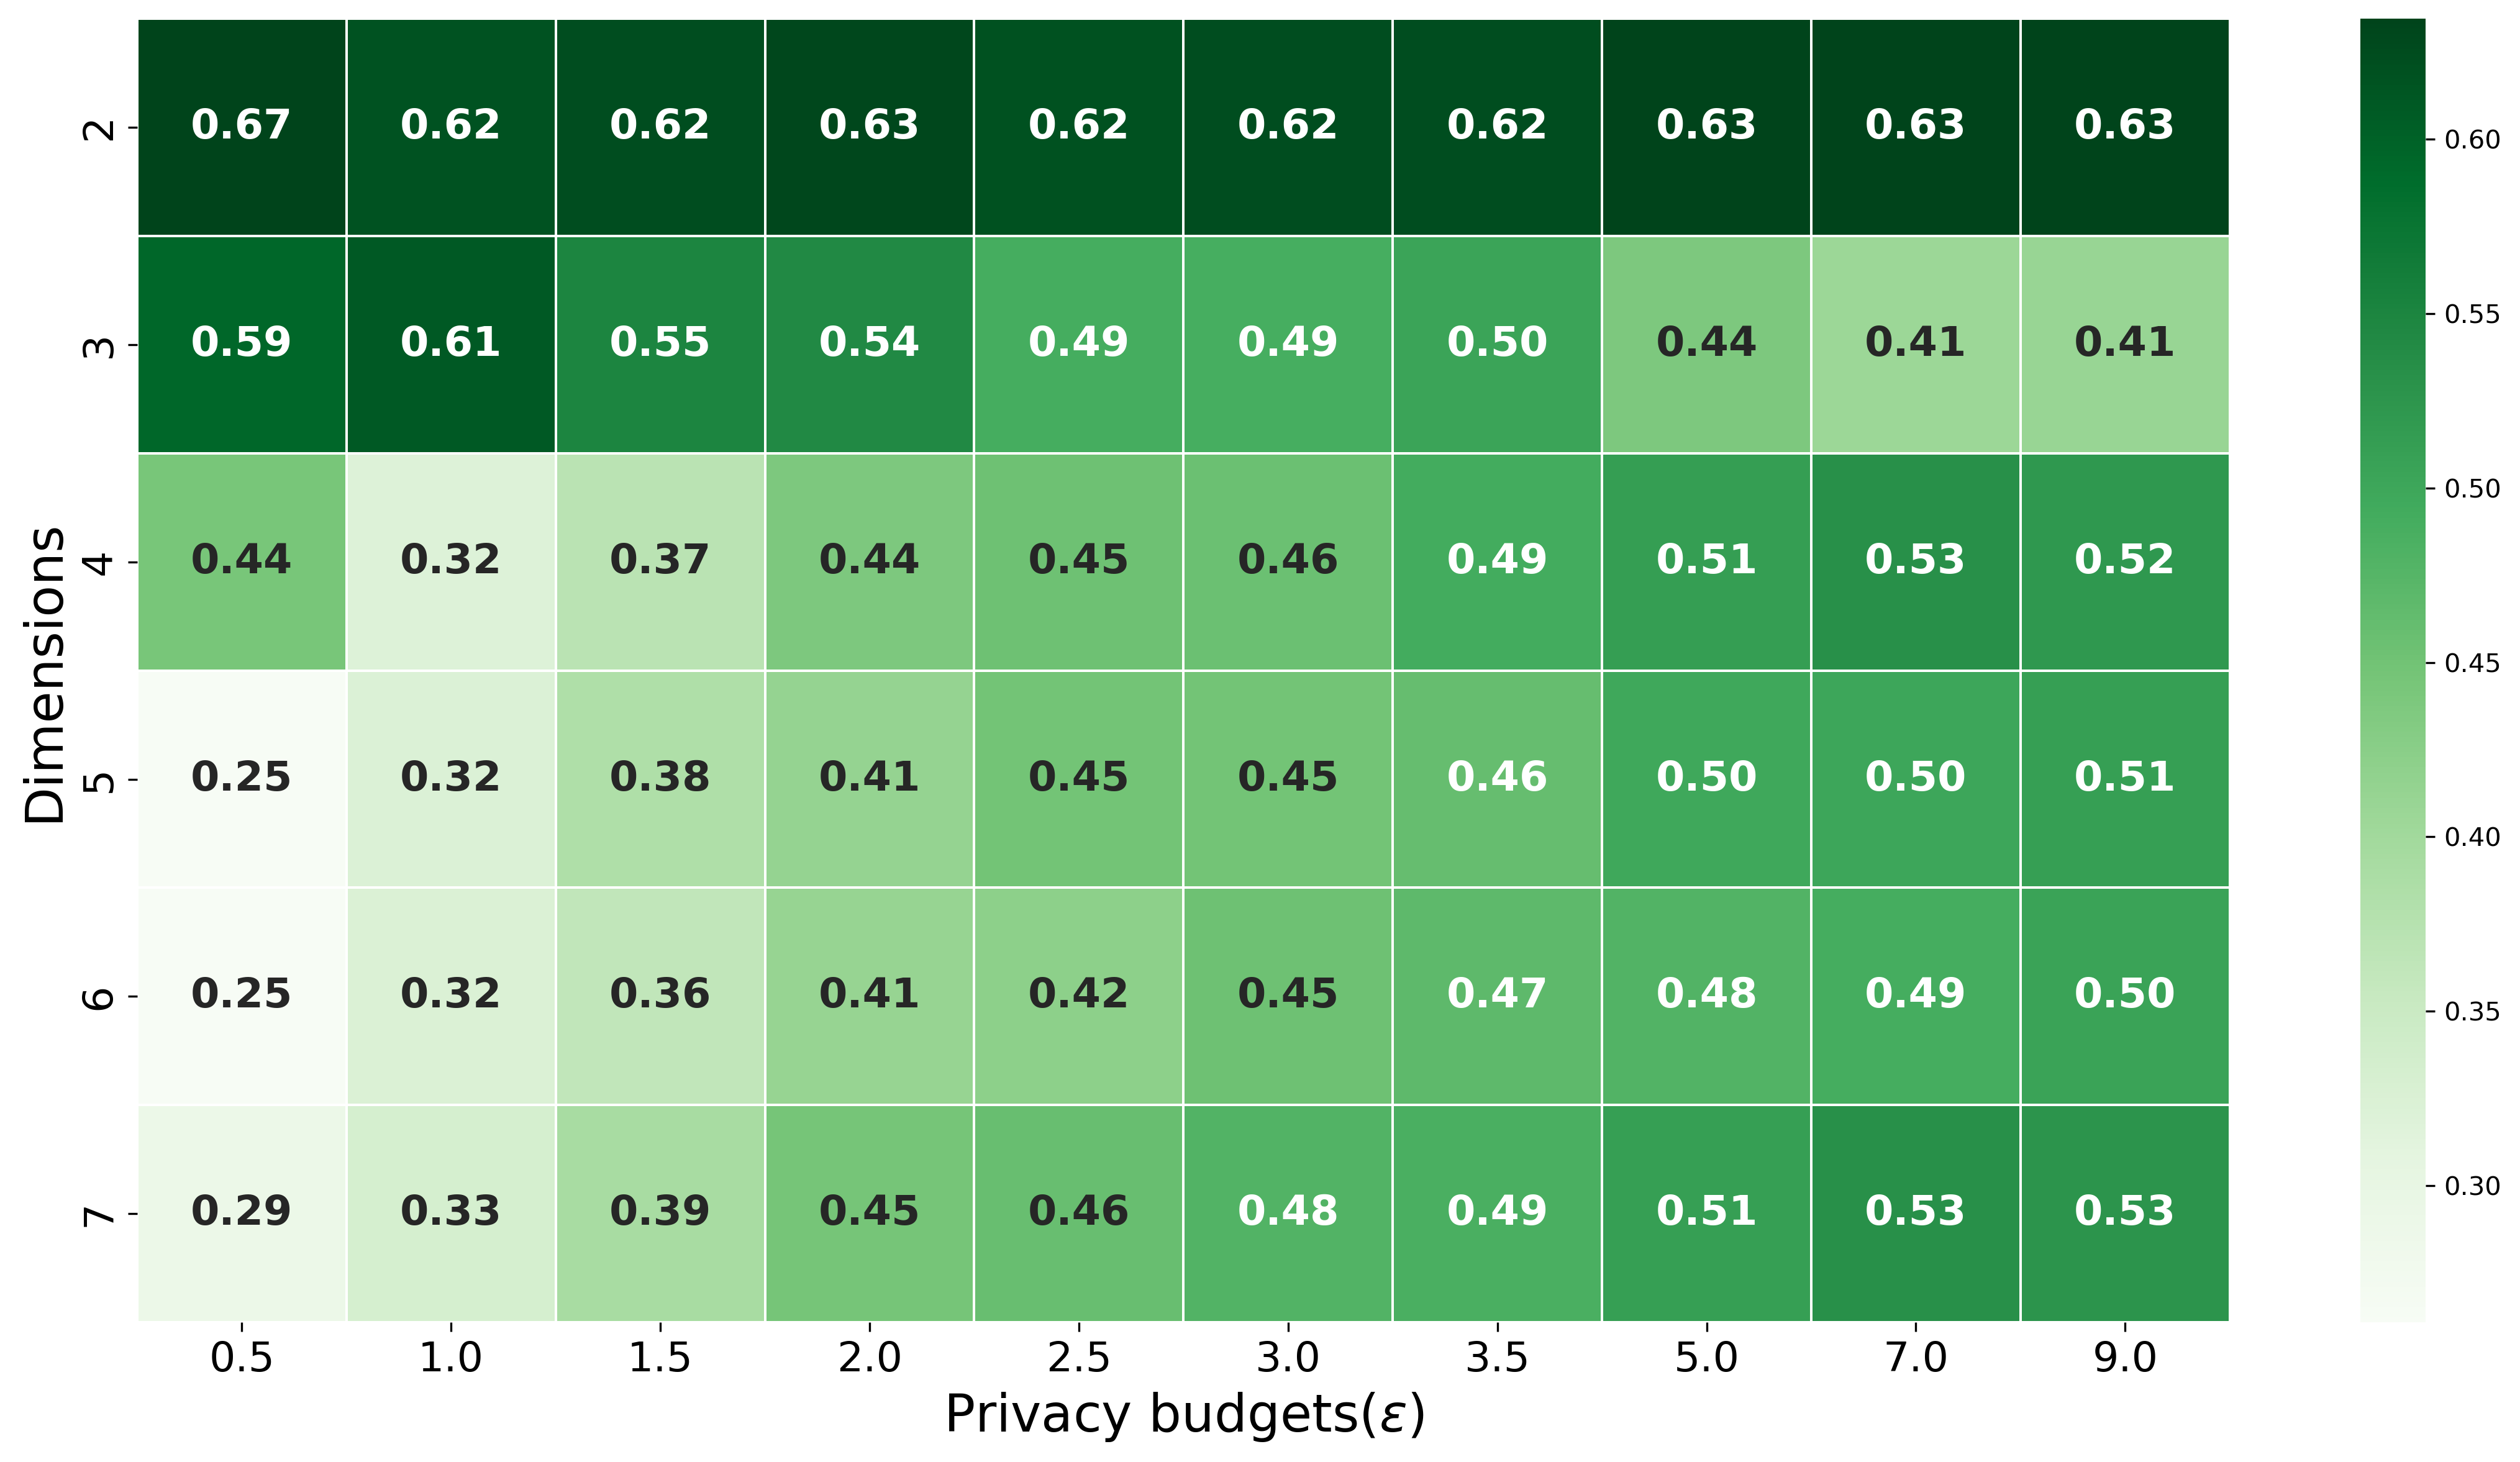 2 0.67 0.62 0.62 0.63 0.62 0.62 0.62 0.63 0.63 0.63
3 0.59 0.61 0.55 0.54 0.49 0.49 0.50 0.44 0.41 0.41
4 0.44 0.32 0.37 0.44 0.45 0.46 0.49 0.51 0.53 0.52
5 0.25 0.32 0.38 0.41 0.45 0.45 0.46 0.50 0.50 0.51
6 0.25 0.32 0.36 0.41 0.42 0.45 0.47 0.48 0.49 0.50
7 0.29 0.33 0.39 0.45 0.46 0.48 0.49 0.51 0.53 0.53
0.5 1.0 1.5 2.0 2.5 3.0 3.5 5.0 7.0 9.0
Privacy budgets(ε)
Dimensions
0.60
0.55
0.50
0.45
0.40
0.35
0.30